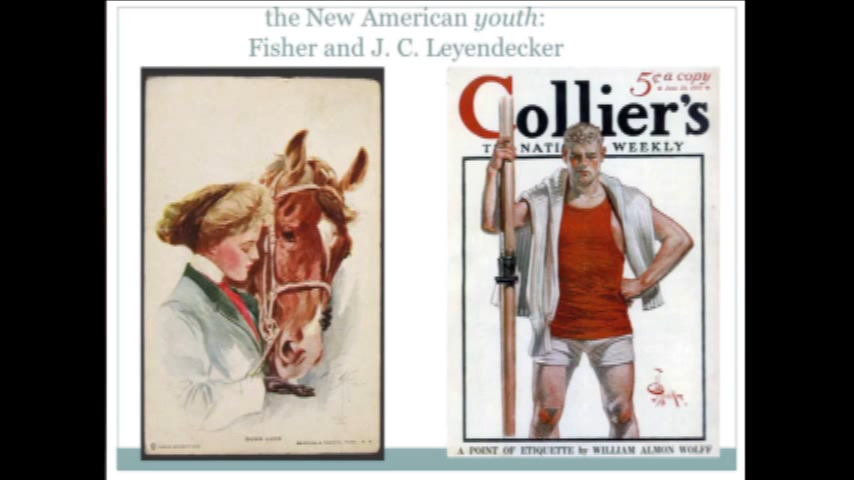 the New American youth:
Fisher and J. C. Leyendecker
5¢ a copy
Collier's
THE NATIONAL WEEKLY
A POINT OF ETIQUETTE by WILLIAM ALMON WOLFF